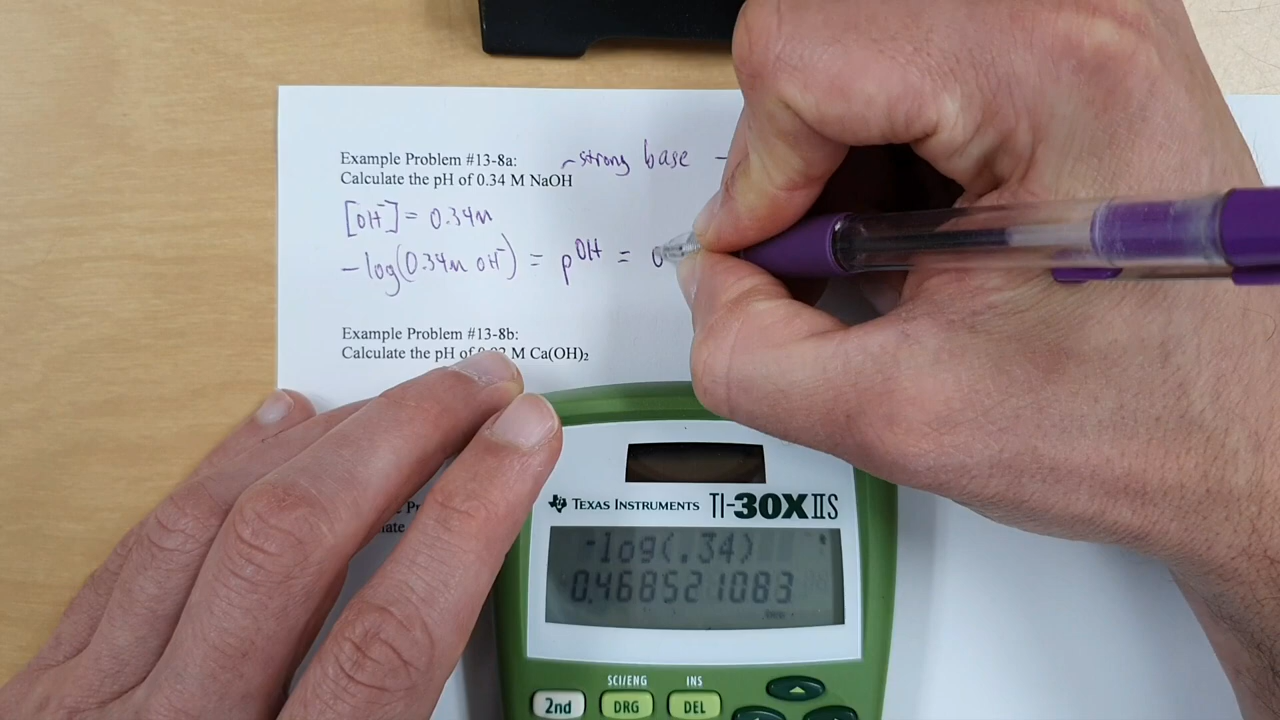 Example Problem #13-8a:
~strong base -
Calculate the pH of 0.34 M NaOH
[OH] = 0.34M
-log(0.34M OH⁻) = pOH = 0
Example Problem #13-8b:
Calculate the pH of M Ca(OH)₂
TEXAS INSTRUMENTS TI-30XIIS
-log(.34)
0.468521083
SCI/ENG INS
2nd DRG DEL